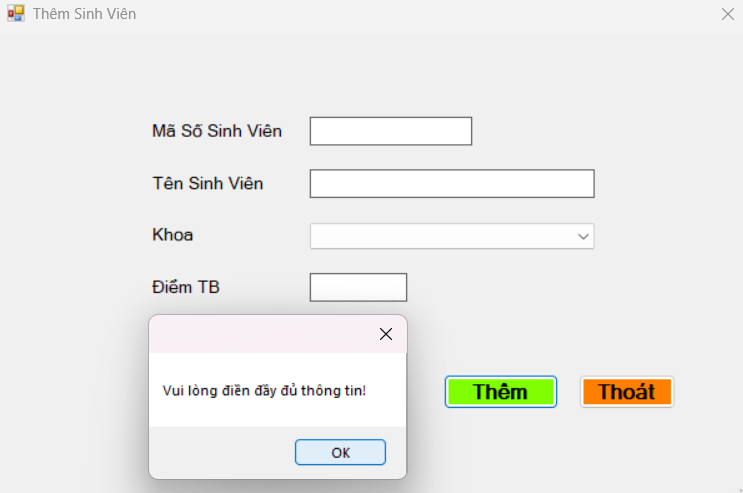 Thêm Sinh Viên
Mã Số Sinh Viên
Tên Sinh Viên
Khoa
Điểm TB
Vui lòng điền đầy đủ thông tin!
OK
Thêm
Thoát